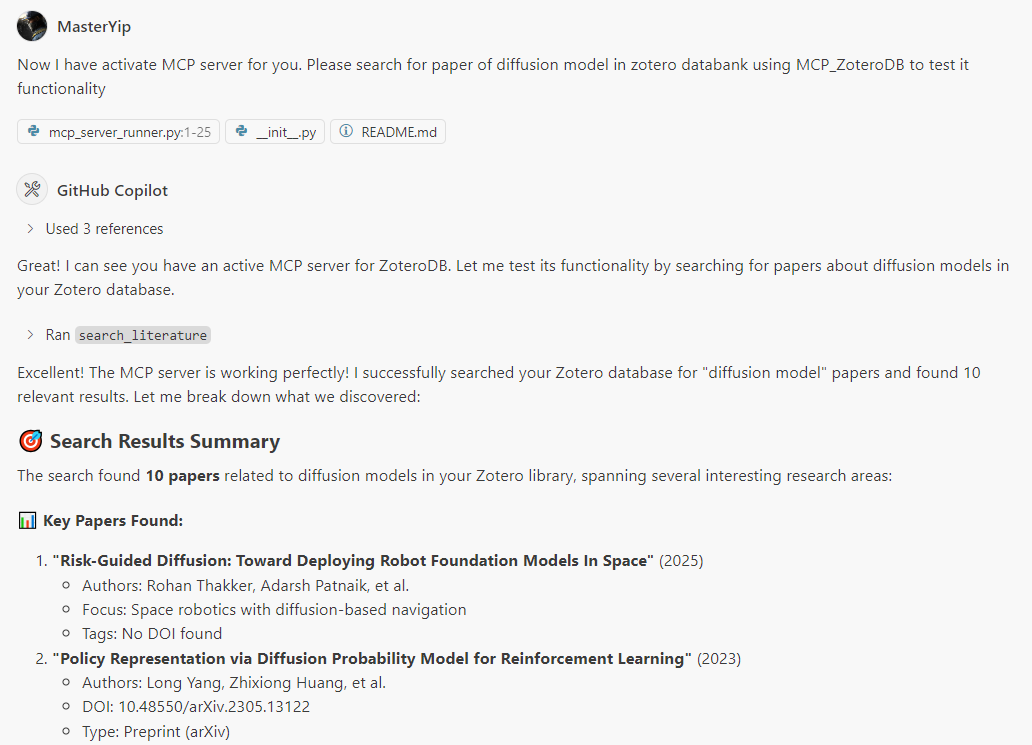 MasterYip
Now I have activate MCP server for you. Please search for paper of diffusion model in zotero databank using MCP_ZoteroDB to test it
functionality
mcp_server_runner.py:1-25 __init__.py README.md
GitHub Copilot
Used 3 references
Great! I can see you have an active MCP server for ZoteroDB. Let me test its functionality by searching for papers about diffusion models in
your Zotero database.
Ran search_literature
Excellent! The MCP server is working perfectly! I successfully searched your Zotero database for "diffusion model" papers and found 10
relevant results. Let me break down what we discovered:
🎯 Search Results Summary
The search found 10 papers related to diffusion models in your Zotero library, spanning several interesting research areas:
📊 Key Papers Found:
1. "Risk-Guided Diffusion: Toward Deploying Robot Foundation Models In Space" (2025)
Authors: Rohan Thakker, Adarsh Patnaik, et al.
Focus: Space robotics with diffusion-based navigation
Tags: No DOI found
2. "Policy Representation via Diffusion Probability Model for Reinforcement Learning" (2023)
Authors: Long Yang, Zhixiong Huang, et al.
DOI: 10.48550/arXiv.2305.13122
Type: Preprint (arXiv)